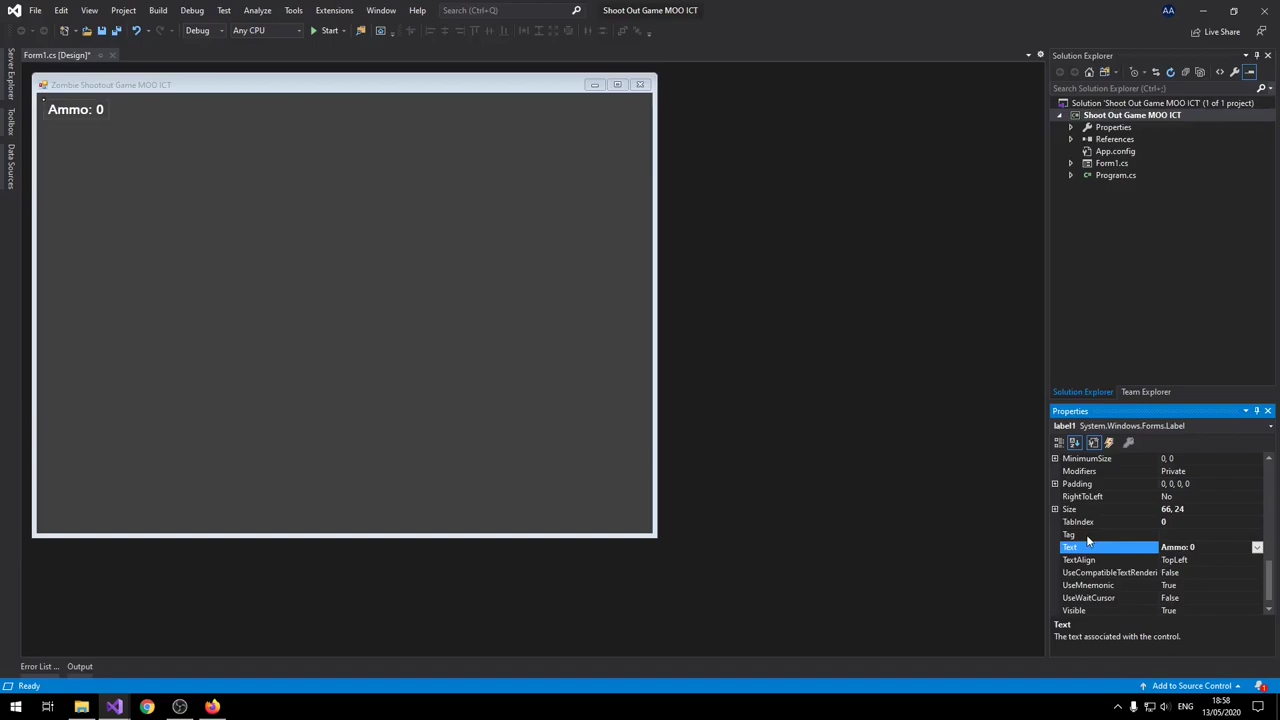 File Edit View Project Build Debug Test Analyze Tools Extensions Window Help Search (Ctrl+Q) Shoot Out Game MOO ICT AA
Debug Any CPU Start Live Share
Form1.cs [Design]*
Server Explorer
Toolbox
Data Sources
Zombie Shootout Game MOO ICT
Ammo: 0
Solution Explorer
Search Solution Explorer (Ctrl+;)
Solution 'Shoot Out Game MOO ICT' (1 of 1 project)
Shoot Out Game MOO ICT
Properties
References
App.config
Form1.cs
Program.cs
Solution Explorer Team Explorer
Properties
label1 System.Windows.Forms.Label
MinimumSize 0, 0
Modifiers Private
Padding 0, 0, 0, 0
RightToLeft No
Size 66, 24
TabIndex 0
Tag
Text Ammo: 0
TextAlign TopLeft
UseCompatibleTextRenderi False
UseMnemonic True
UseWaitCursor False
Visible True
Text
The text associated with the control.
Error List ... Output
Ready Add to Source Control 1
ENG 18:58
13/05/2020